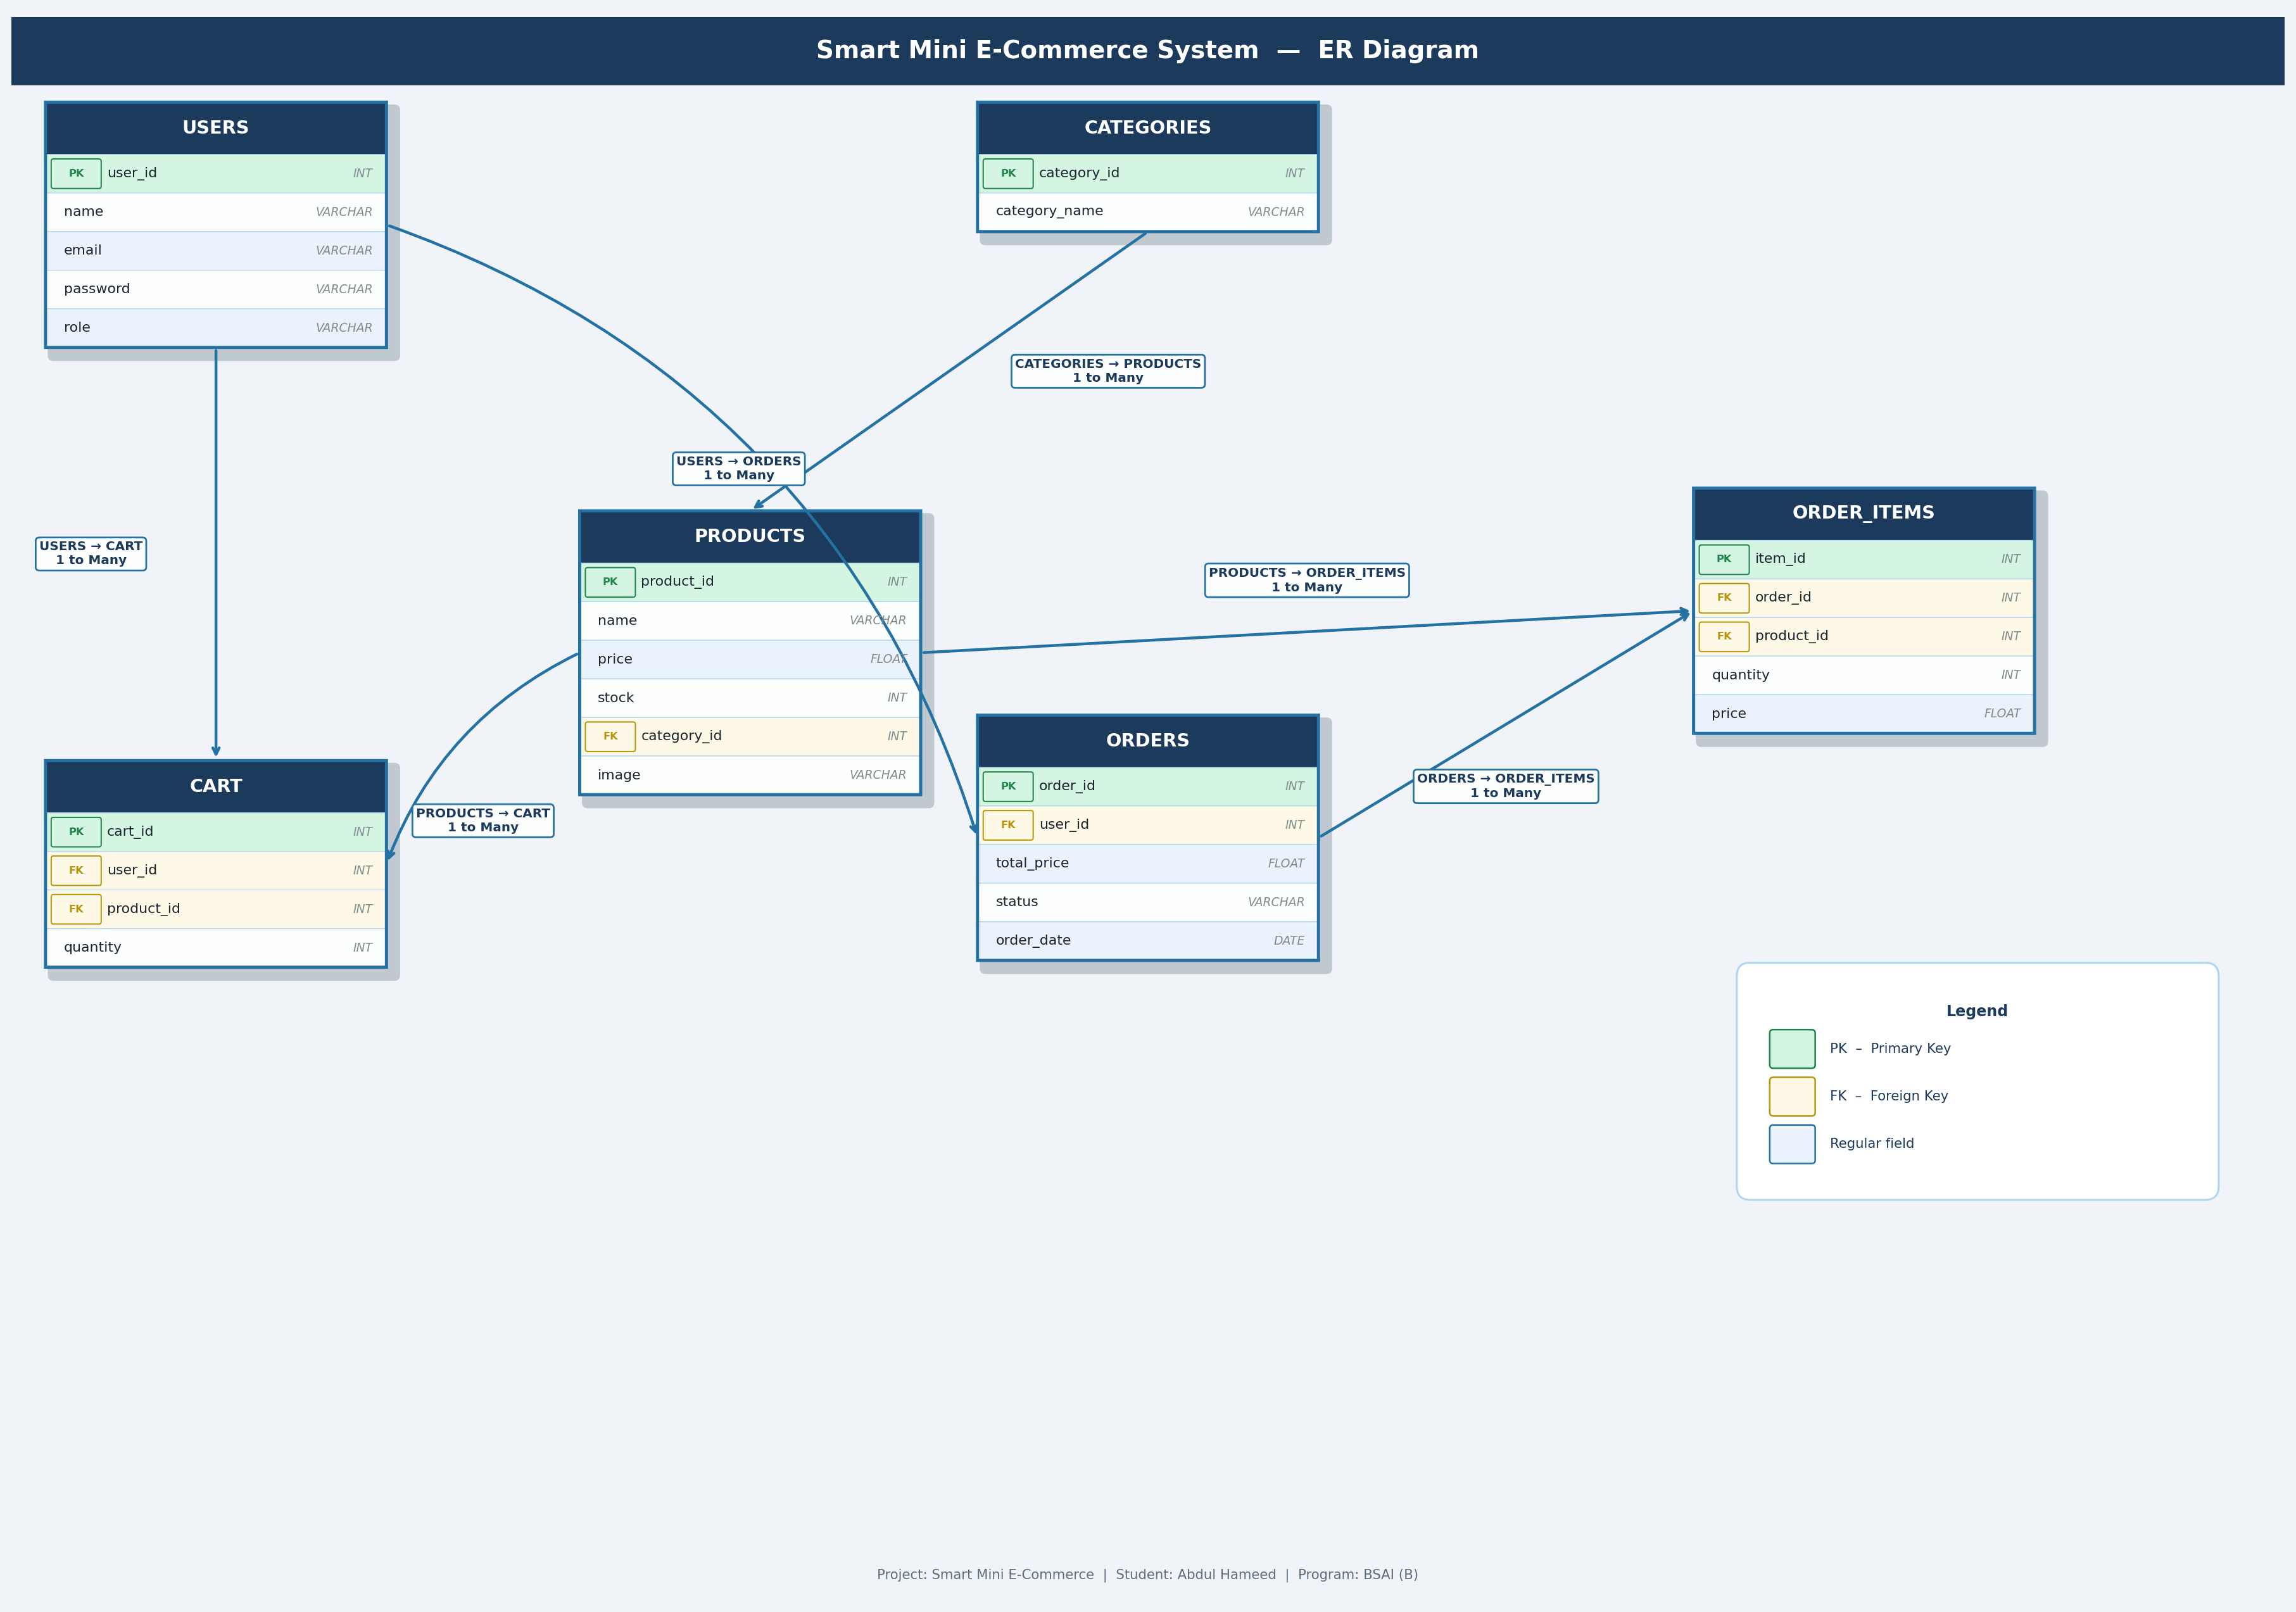 Smart Mini E-Commerce System — ER Diagram
USERS
PK user_id INT
name VARCHAR
email VARCHAR
password VARCHAR
role VARCHAR
CATEGORIES
PK category_id INT
category_name VARCHAR
CATEGORIES → PRODUCTS
1 to Many
USERS → ORDERS
1 to Many
USERS → CART
1 to Many
PRODUCTS
PK product_id INT
name VARCHAR
price FLOAT
stock INT
FK category_id INT
image VARCHAR
PRODUCTS → ORDER_ITEMS
1 to Many
ORDER_ITEMS
PK item_id INT
FK order_id INT
FK product_id INT
quantity INT
price FLOAT
CART
PK cart_id INT
FK user_id INT
FK product_id INT
quantity INT
PRODUCTS → CART
1 to Many
ORDERS
PK order_id INT
FK user_id INT
total_price FLOAT
status VARCHAR
order_date DATE
ORDERS → ORDER_ITEMS
1 to Many
Legend
PK – Primary Key
FK – Foreign Key
Regular field
Project: Smart Mini E-Commerce | Student: Abdul Hameed | Program: BSAI (B)